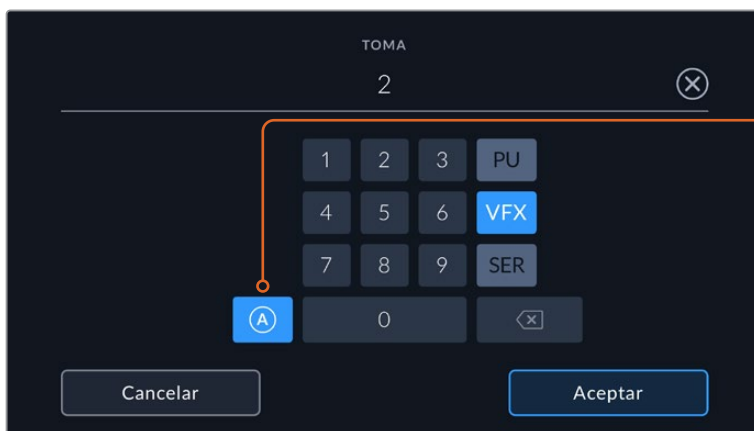 TOMA
2
1 2 3 PU
4 5 6 VFX
7 8 9 SER
A 0
Cancelar Aceptar